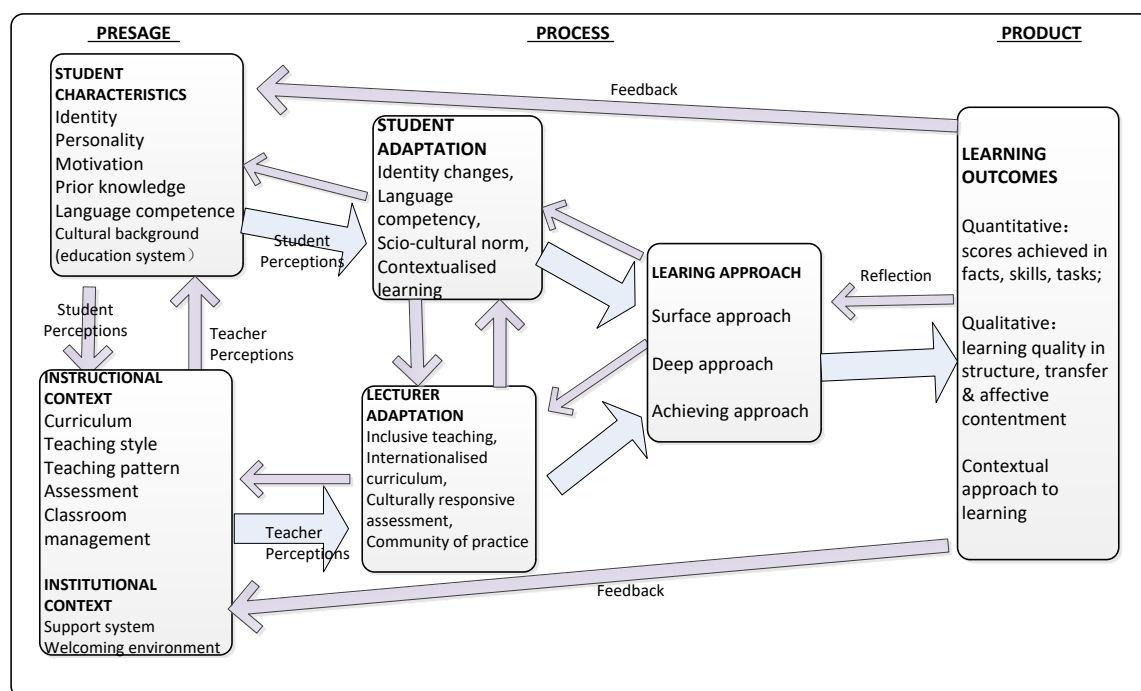 PRESAGE
PROCESS
PRODUCT
STUDENT
CHARACTERISTICS
Identity
Personality
Motivation
Prior knowledge
Language competence
Cultural background
(education system）
Feedback
STUDENT
ADAPTATION
Identity changes,
Language
competency,
Socio-cultural norm,
Contextualised
learning
Student
Perceptions
LEARNING
OUTCOMES
Quantitative：
scores achieved in
facts, skills, tasks;
Qualitative：
learning quality in
structure, transfer
& affective
contentment
Contextual
approach to
learning
LEARING APPROACH
Surface approach
Deep approach
Achieving approach
Reflection
Student
Perceptions
Teacher
Perceptions
INSTRUCTIONAL
CONTEXT
Curriculum
Teaching style
Teaching pattern
Assessment
Classroom
management
INSTITUTIONAL
CONTEXT
Support system
Welcoming environment
LECTURER
ADAPTATION
Inclusive teaching,
Internationalised
curriculum,
Culturally responsive
assessment,
Community of practice
Teacher
Perceptions
Feedback